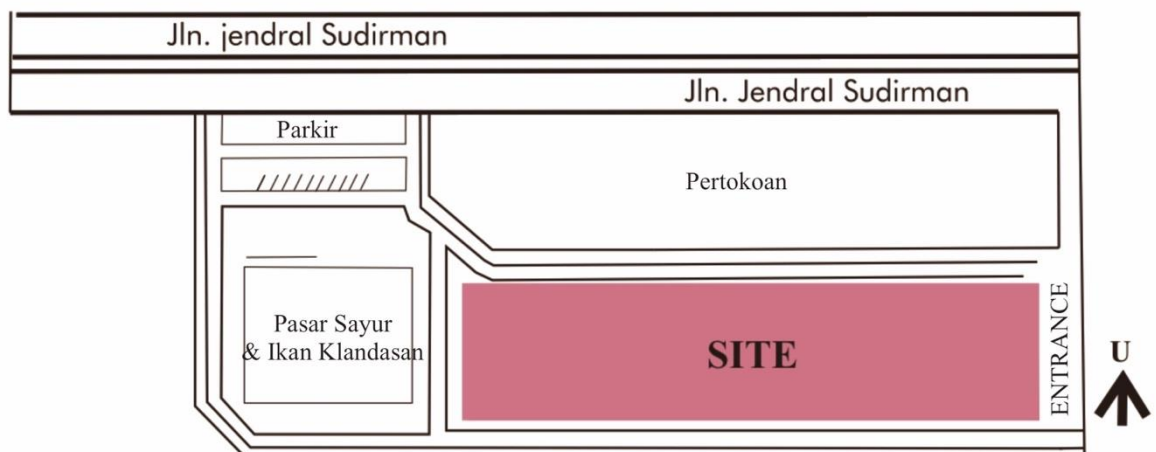 Jln. jendral Sudirman
Jln. Jendral Sudirman
Parkir
Pertokoan
Pasar Sayur
& Ikan Klandasan
SITE
ENTRANCE
U